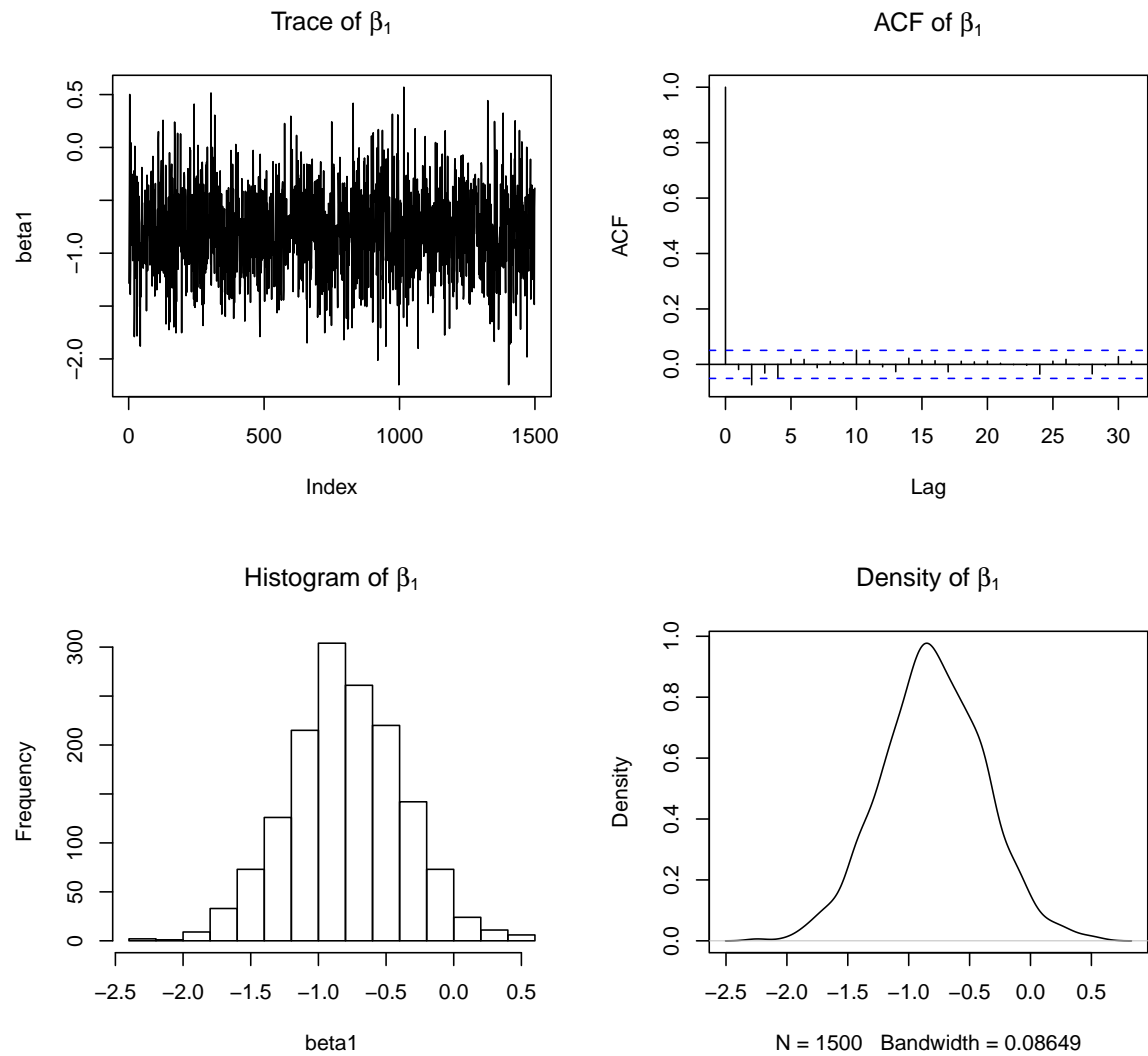 Trace of β1
0.5
0.0
−1.0
−2.0
beta1
0 500 1000 1500
Index
ACF of β1
1.0
0.8
0.6
0.4
0.2
0.0
ACF
0 5 10 15 20 25 30
Lag
Histogram of β1
300
200
100
50
0
Frequency
−2.5 −2.0 −1.5 −1.0 −0.5 0.0 0.5
beta1
Density of β1
1.0
0.8
0.6
0.4
0.2
0.0
Density
−2.5 −2.0 −1.5 −1.0 −0.5 0.0 0.5
N = 1500 Bandwidth = 0.08649